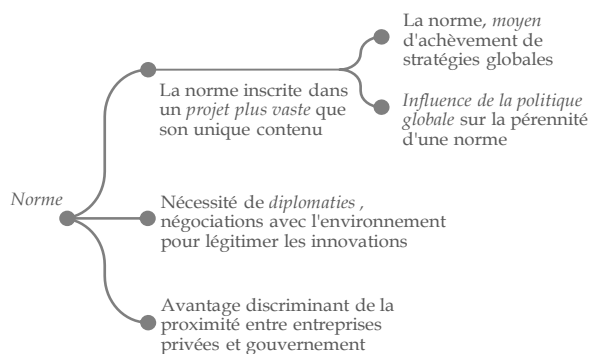 La norme, moyen
d'achèvement de
stratégies globales
La norme inscrite dans
un projet plus vaste que
son unique contenu
Influence de la politique
globale sur la pérennité
d'une norme
Norme
Nécessité de diplomaties ,
négociations avec l'environnement
pour légitimer les innovations
Avantage discriminant de la
proximité entre entreprises
privées et gouvernement